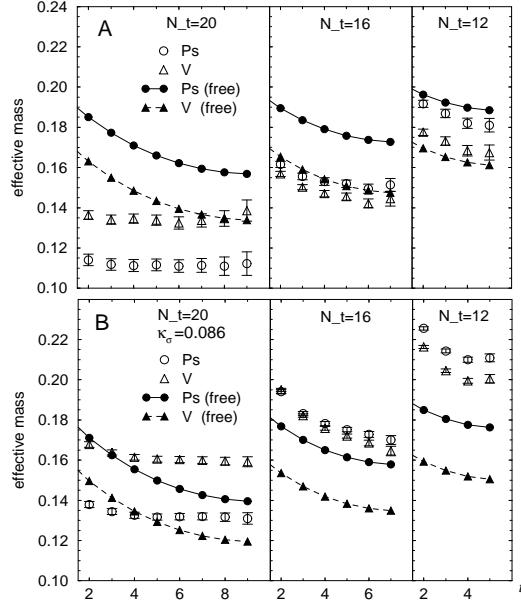 0.24
0.22
0.20
0.18
0.16
0.14
0.12
0.10
effective mass
A
N_t=20
Ps
V
Ps (free)
V (free)
N_t=16
N_t=12
B
N_t=20
κσ=0.086
Ps
V
Ps (free)
V (free)
N_t=16
N_t=12
0.22
0.20
0.18
0.16
0.14
0.12
0.10
effective mass
2 4 6 8
2 4 6
2 4